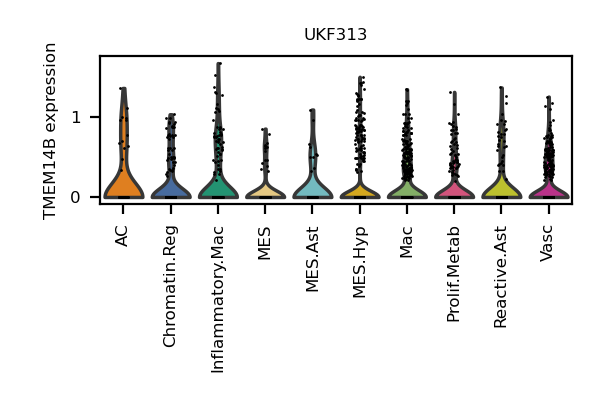 UKF313
TMEM14B expression
1
0
AC
Chromatin.Reg
Inflammatory.Mac
MES
MES.Ast
MES.Hyp
Mac
Prolif.Metab
Reactive.Ast
Vasc